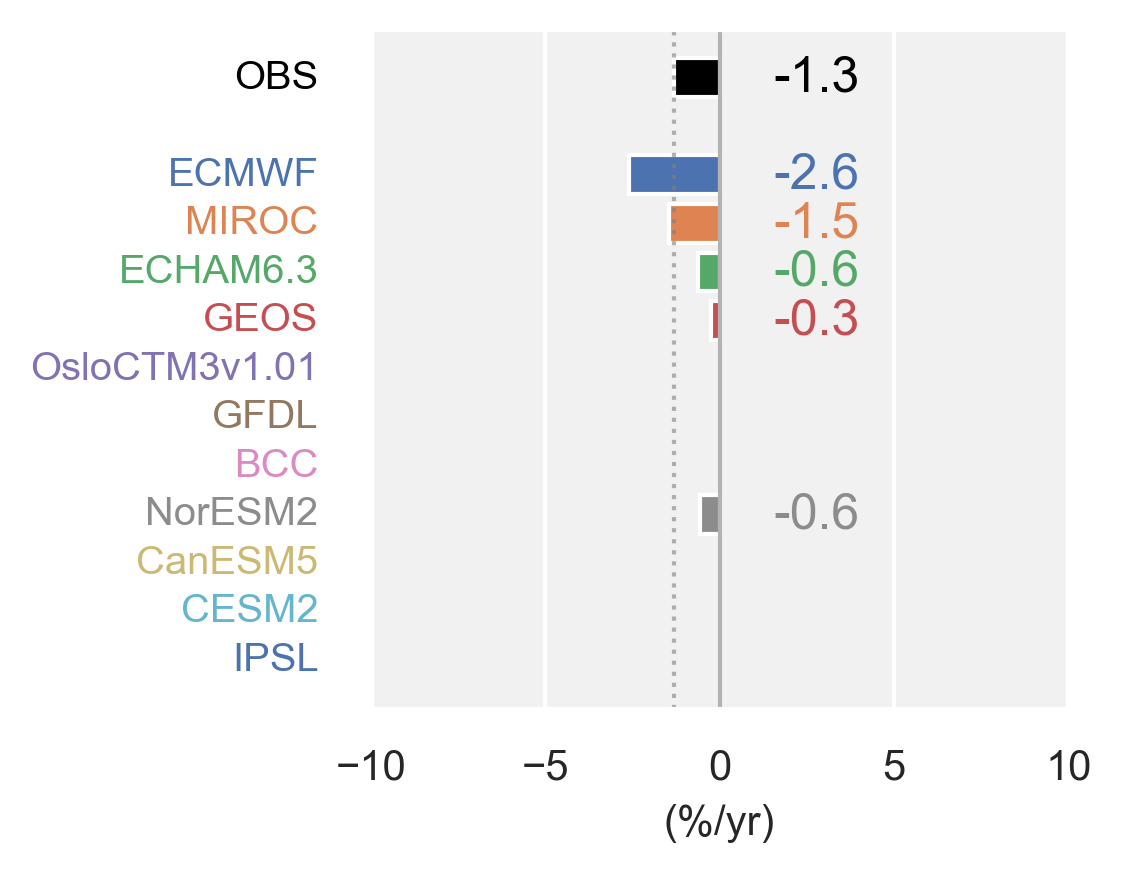 OBS -1.3
ECMWF -2.6
MIROC -1.5
ECHAM6.3 -0.6
GEOS -0.3
OsloCTM3v1.01
GFDL
BCC
NorESM2 -0.6
CanESM5
CESM2
IPSL
−10 −5 0 5 10
(%/yr)